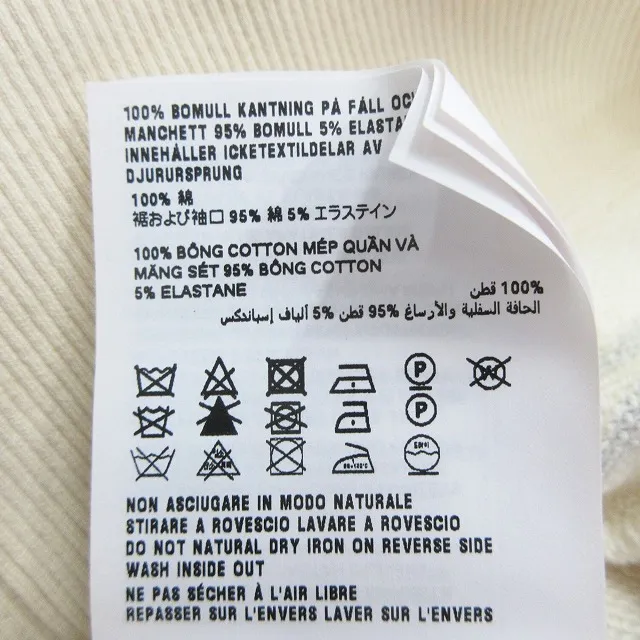 100% BOMULL KANTNING PÅ FÅLL OC
MANCHETT 95% BOMULL 5% ELASTA
INNEHÅLLER ICKETEXTILDELAR AV
DJURURSPRUNG
100% 綿
裾および袖口 95% 綿 5% エラステイン
100% BÔNG COTTON MÉP QUẦN VÀ
MĂNG SÉT 95% BÔNG COTTON
5% ELASTANE
100% قطن
الحافة السفلية والأرساغ 95% قطن 5% ألياف إسباندكس
P
W
P
NON ASCIUGARE IN MODO NATURALE
STIRARE A ROVESCIO LAVARE A ROVESCIO
DO NOT NATURAL DRY IRON ON REVERSE SIDE
WASH INSIDE OUT
NE PAS SÉCHER À L'AIR LIBRE
REPASSER SUR L'ENVERS LAVER SUR L'ENVERS